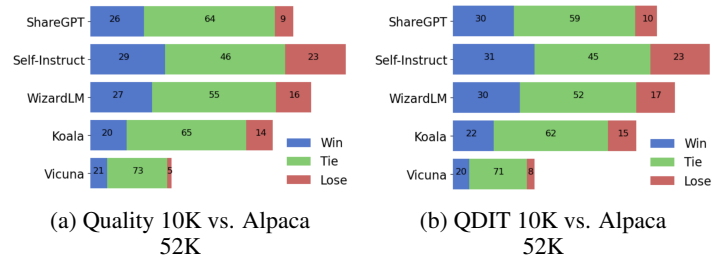 ShareGPT 26 64 9
Self-Instruct 29 46 23
WizardLM 27 55 16
Koala 20 65 14
Vicuna 21 73 5
Win
Tie
Lose
(a) Quality 10K vs. Alpaca
52K
ShareGPT 30 59 10
Self-Instruct 31 45 23
WizardLM 30 52 17
Koala 22 62 15
Vicuna 20 71 8
Win
Tie
Lose
(b) QDIT 10K vs. Alpaca
52K